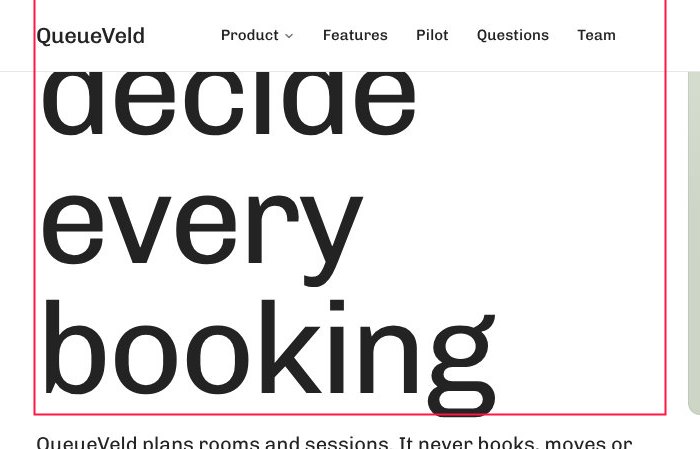 QueueVeld Product Features Pilot Questions Team
decide
every
booking
QueueVeld plans rooms and sessions. It never books, moves or